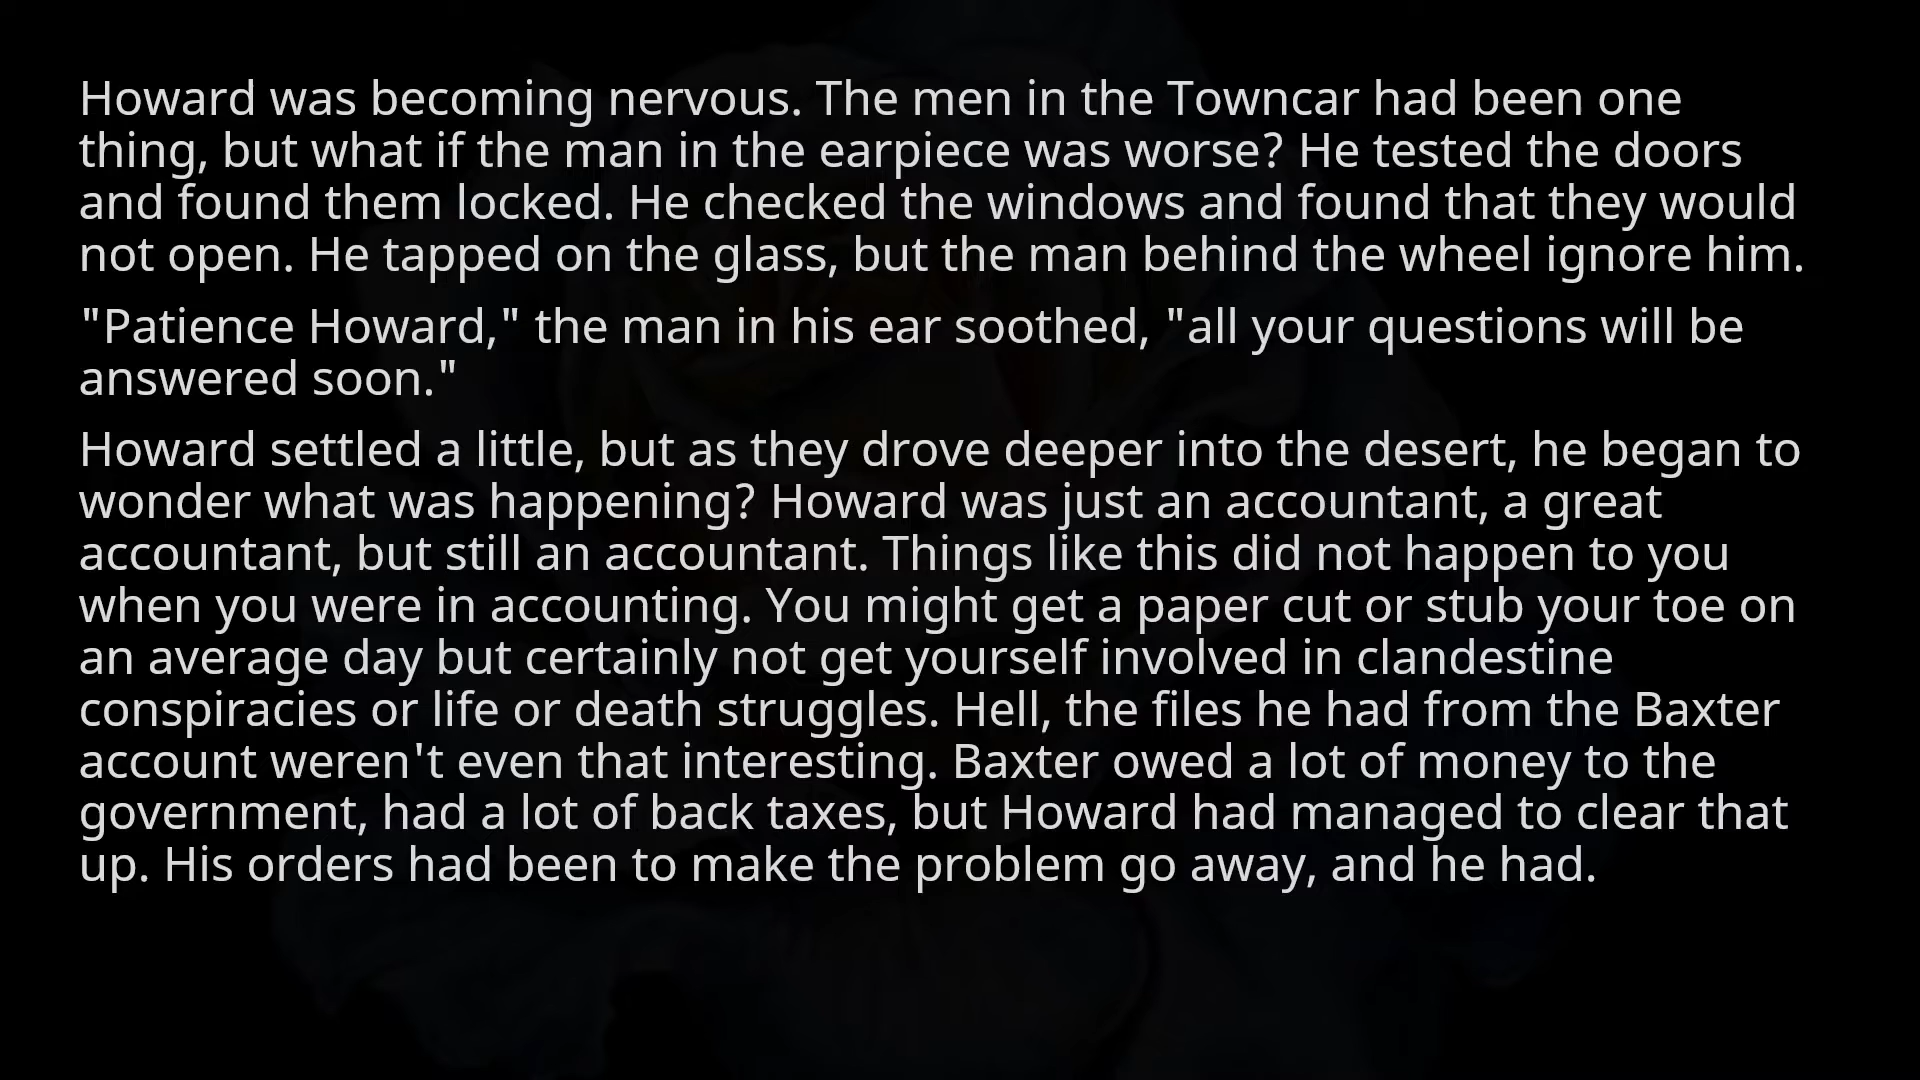 Howard was becoming nervous. The men in the Towncar had been one
thing, but what if the man in the earpiece was worse? He tested the doors
and found them locked. He checked the windows and found that they would
not open. He tapped on the glass, but the man behind the wheel ignore him.
"Patience Howard," the man in his ear soothed, "all your questions will be
answered soon."
Howard settled a little, but as they drove deeper into the desert, he began to
wonder what was happening? Howard was just an accountant, a great
accountant, but still an accountant. Things like this did not happen to you
when you were in accounting. You might get a paper cut or stub your toe on
an average day but certainly not get yourself involved in clandestine
conspiracies or life or death struggles. Hell, the files he had from the Baxter
account weren't even that interesting. Baxter owed a lot of money to the
government, had a lot of back taxes, but Howard had managed to clear that
up. His orders had been to make the problem go away, and he had.